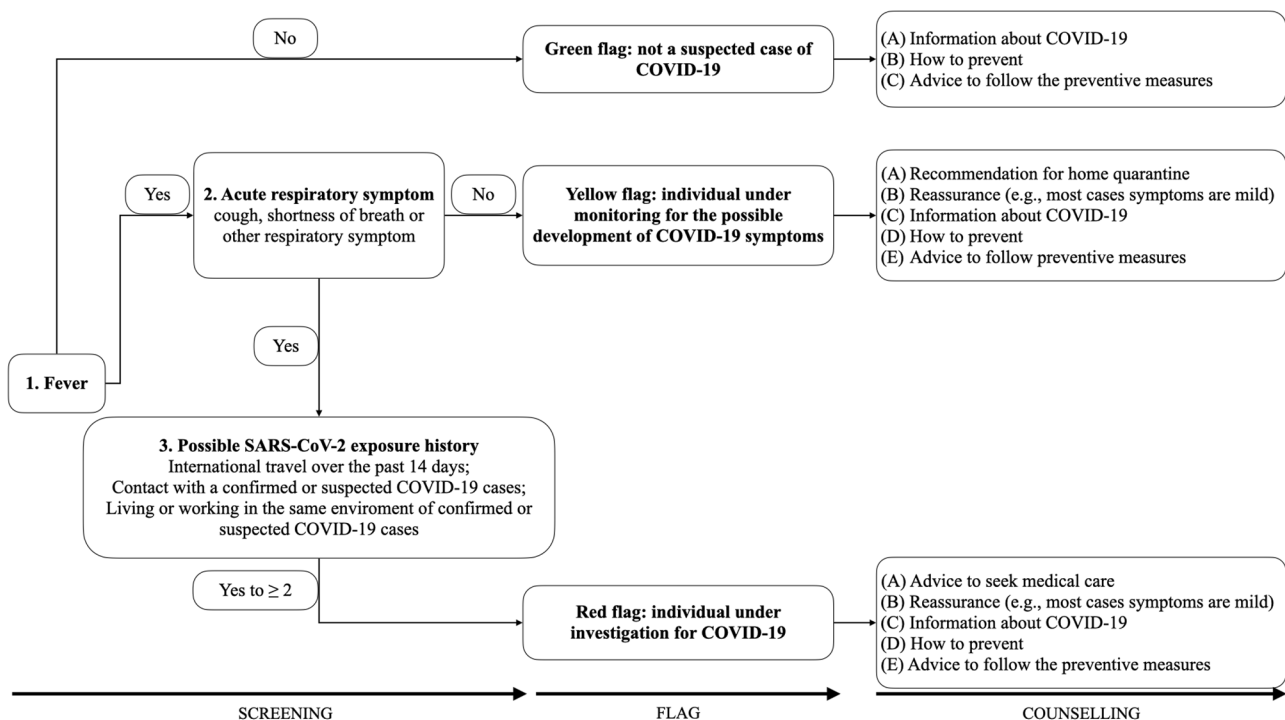 No
Green flag: not a suspected case of
COVID-19
(A) Information about COVID-19
(B) How to prevent
(C) Advice to follow the preventive measures
Yes
2. Acute respiratory symptom
cough, shortness of breath or
other respiratory symptom
No
Yellow flag: individual under
monitoring for the possible
development of COVID-19 symptoms
(A) Recommendation for home quarantine
(B) Reassurance (e.g., most cases symptoms are mild)
(C) Information about COVID-19
(D) How to prevent
(E) Advice to follow preventive measures
Yes
1. Fever
3. Possible SARS-CoV-2 exposure history
International travel over the past 14 days;
Contact with a confirmed or suspected COVID-19 cases;
Living or working in the same enviroment of confirmed or
suspected COVID-19 cases
Yes to ≥ 2
Red flag: individual under
investigation for COVID-19
(A) Advice to seek medical care
(B) Reassurance (e.g., most cases symptoms are mild)
(C) Information about COVID-19
(D) How to prevent
(E) Advice to follow the preventive measures
SCREENING
FLAG
COUNSELLING